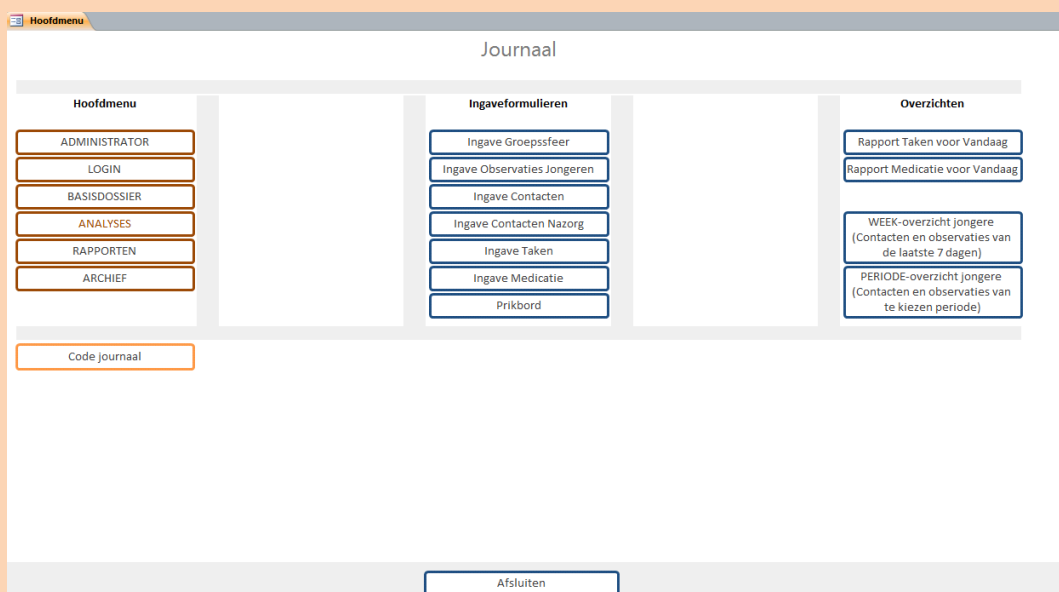 Hoofdmenu
Journaal
Hoofdmenu
ADMINISTRATOR
LOGIN
BASISDOSSIER
ANALYSES
RAPPORTEN
ARCHIEF
Code journaal
Ingaveformulieren
Ingave Groepssfeer
Ingave Observaties Jongeren
Ingave Contacten
Ingave Contacten Nazorg
Ingave Taken
Ingave Medicatie
Prikbord
Overzichten
Rapport Taken voor Vandaag
Rapport Medicatie voor Vandaag
WEEK-overzicht jongere
(Contacten en observaties van
de laatste 7 dagen)
PERIODE-overzicht jongere
(Contacten en observaties van
te kiezen periode)
Afsluiten